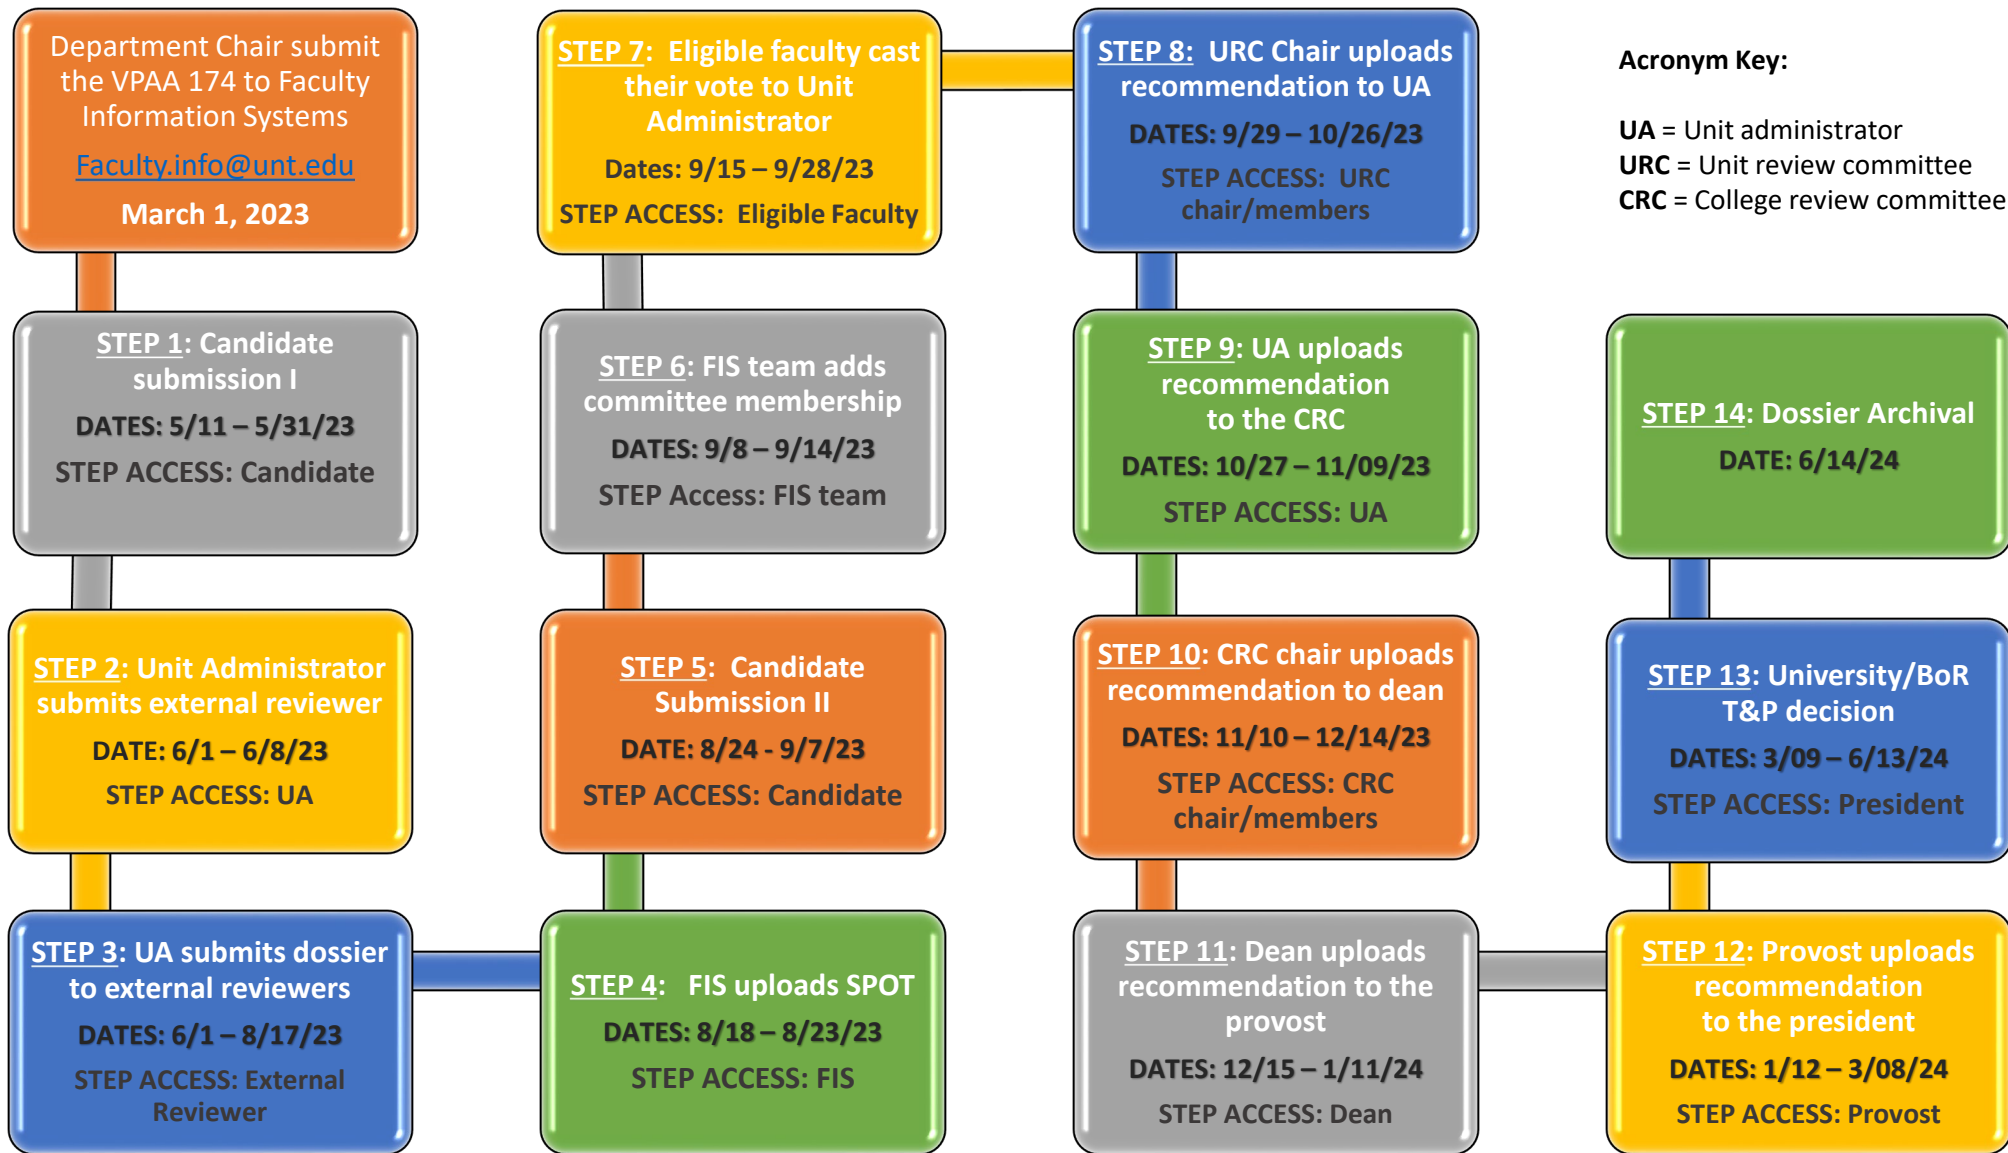 Department Chair submit
the VPAA 174 to Faculty
Information Systems
Faculty.info@unt.edu
March 1, 2023
STEP 1: Candidate
submission I
DATES: 5/11 – 5/31/23
STEP ACCESS: Candidate
STEP 2: Unit Administrator
submits external reviewer
DATE: 6/1 – 6/8/23
STEP ACCESS: UA
STEP 3: UA submits dossier
to external reviewers
DATES: 6/1 – 8/17/23
STEP ACCESS: External
Reviewer
STEP 4: FIS uploads SPOT
DATES: 8/18 – 8/23/23
STEP ACCESS: FIS
STEP 5: Candidate
Submission II
DATE: 8/24 - 9/7/23
STEP ACCESS: Candidate
STEP 6: FIS team adds
committee membership
DATES: 9/8 – 9/14/23
STEP Access: FIS team
STEP 7: Eligible faculty cast
their vote to Unit
Administrator
Dates: 9/15 – 9/28/23
STEP ACCESS: Eligible Faculty
STEP 8: URC Chair uploads
recommendation to UA
DATES: 9/29 – 10/26/23
STEP ACCESS: URC
chair/members
STEP 9: UA uploads
recommendation
to the CRC
DATES: 10/27 – 11/09/23
STEP ACCESS: UA
STEP 10: CRC chair uploads
recommendation to dean
DATES: 11/10 – 12/14/23
STEP ACCESS: CRC
chair/members
STEP 11: Dean uploads
recommendation to the
provost
DATES: 12/15 – 1/11/24
STEP ACCESS: Dean
STEP 12: Provost uploads
recommendation
to the president
DATES: 1/12 – 3/08/24
STEP ACCESS: Provost
STEP 13: University/BoR
T&P decision
DATES: 3/09 – 6/13/24
STEP ACCESS: President
STEP 14: Dossier Archival
DATE: 6/14/24
Acronym Key:
UA = Unit administrator
URC = Unit review committee
CRC = College review committee